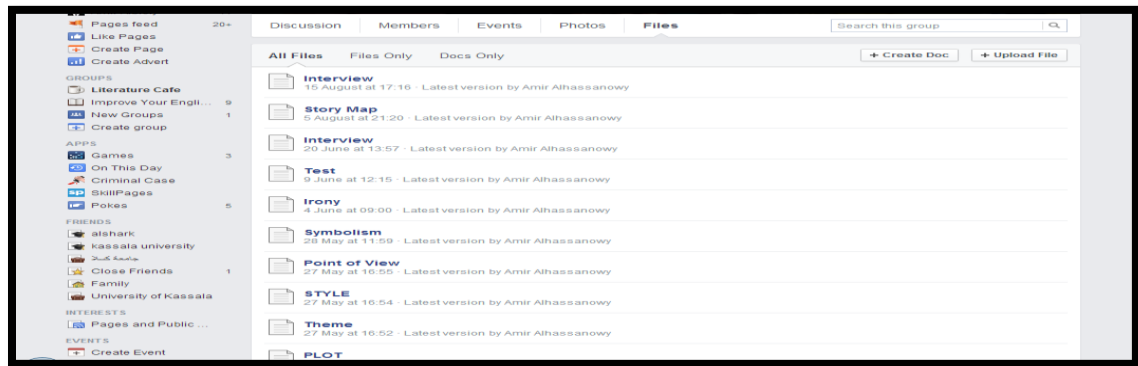 Pages feed 20+
Like Pages
Create Page
Create Advert
GROUPS
Literature Cafe
Improve Your Engli... 9
New Groups 1
Create group
APPS
Games 3
On This Day
Criminal Case
SkillPages
Pokes 5
FRIENDS
alshark
kassala university
جامعة كسلا
Close Friends 1
Family
University of Kassala
INTERESTS
Pages and Public ...
EVENTS
Create Event
Discussion Members Events Photos Files Search this group
All Files Files Only Docs Only + Create Doc + Upload File
Interview
15 August at 17:16 · Latest version by Amir Alhassanowy
Story Map
5 August at 21:20 · Latest version by Amir Alhassanowy
Interview
20 June at 13:57 · Latest version by Amir Alhassanowy
Test
9 June at 12:15 · Latest version by Amir Alhassanowy
Irony
4 June at 09:00 · Latest version by Amir Alhassanowy
Symbolism
28 May at 11:59 · Latest version by Amir Alhassanowy
Point of View
27 May at 16:55 · Latest version by Amir Alhassanowy
STYLE
27 May at 16:54 · Latest version by Amir Alhassanowy
Theme
27 May at 16:52 · Latest version by Amir Alhassanowy
PLOT